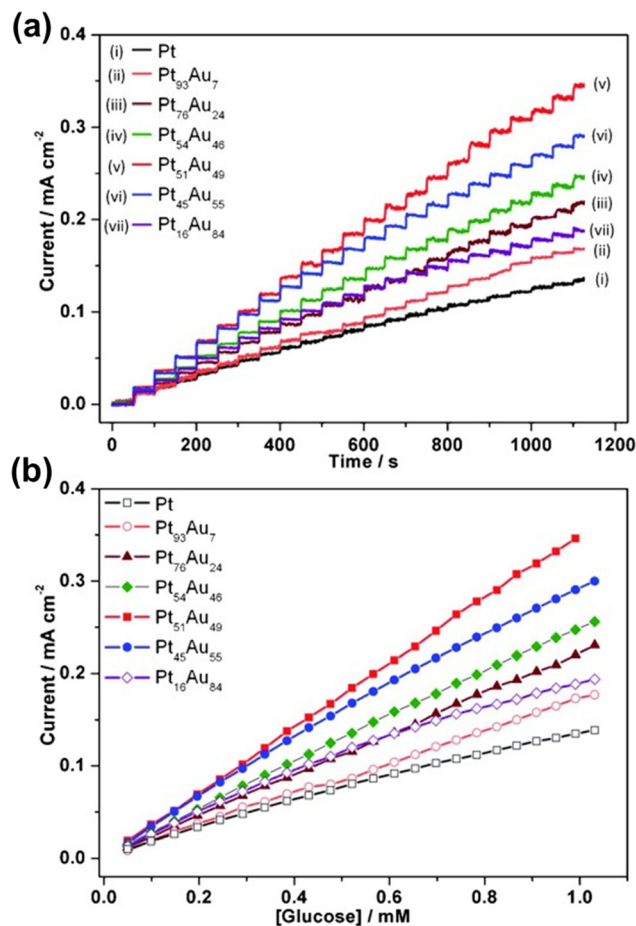 (a)
0.4
0.3
0.2
0.1
0.0
Current / mA cm⁻²
(i) Pt
(ii) Pt₉₃Au₇
(iii) Pt₇₆Au₂₄
(iv) Pt₅₄Au₄₆
(v) Pt₅₁Au₄₉
(vi) Pt₄₅Au₅₅
(vii) Pt₁₆Au₈₄
(v)
(vi)
(iv)
(iii)
(vii)
(ii)
(i)
0 200 400 600 800 1000 1200
Time / s
(b)
0.4
0.3
0.2
0.1
0.0
Current / mA cm⁻²
Pt
Pt₉₃Au₇
Pt₇₆Au₂₄
Pt₅₄Au₄₆
Pt₅₁Au₄₉
Pt₄₅Au₅₅
Pt₁₆Au₈₄
0.0 0.2 0.4 0.6 0.8 1.0
[Glucose] / mM